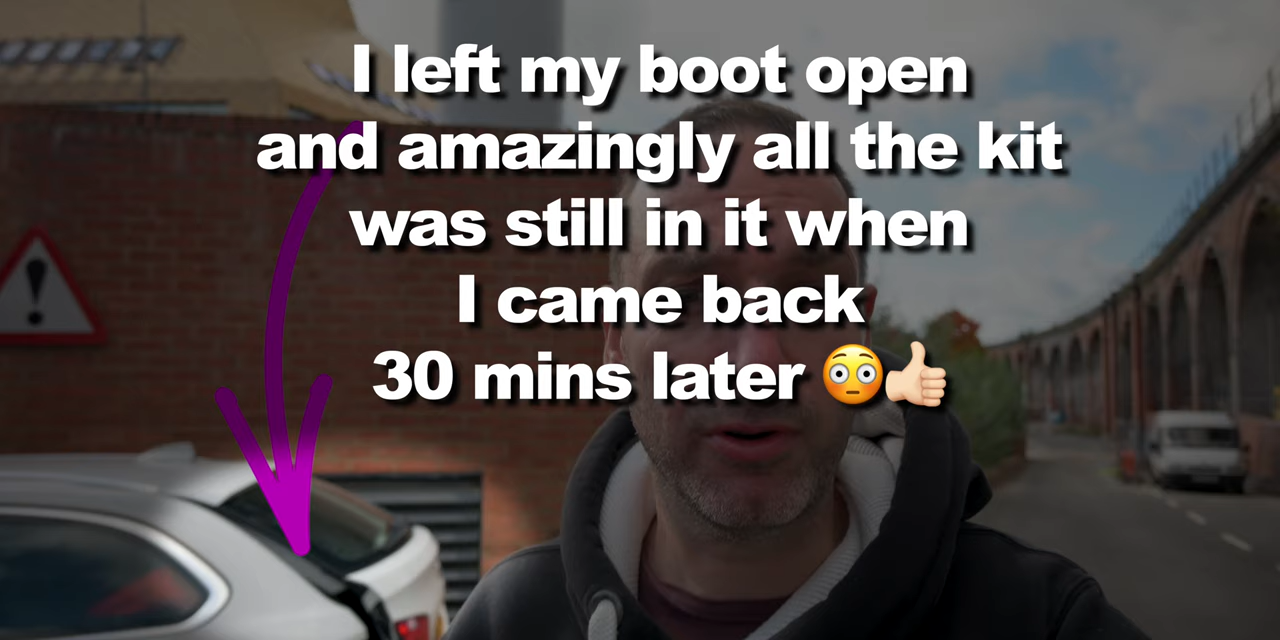 I left my boot open
and amazingly all the kit
was still in it when
I came back
30 mins later 😳👍🏻